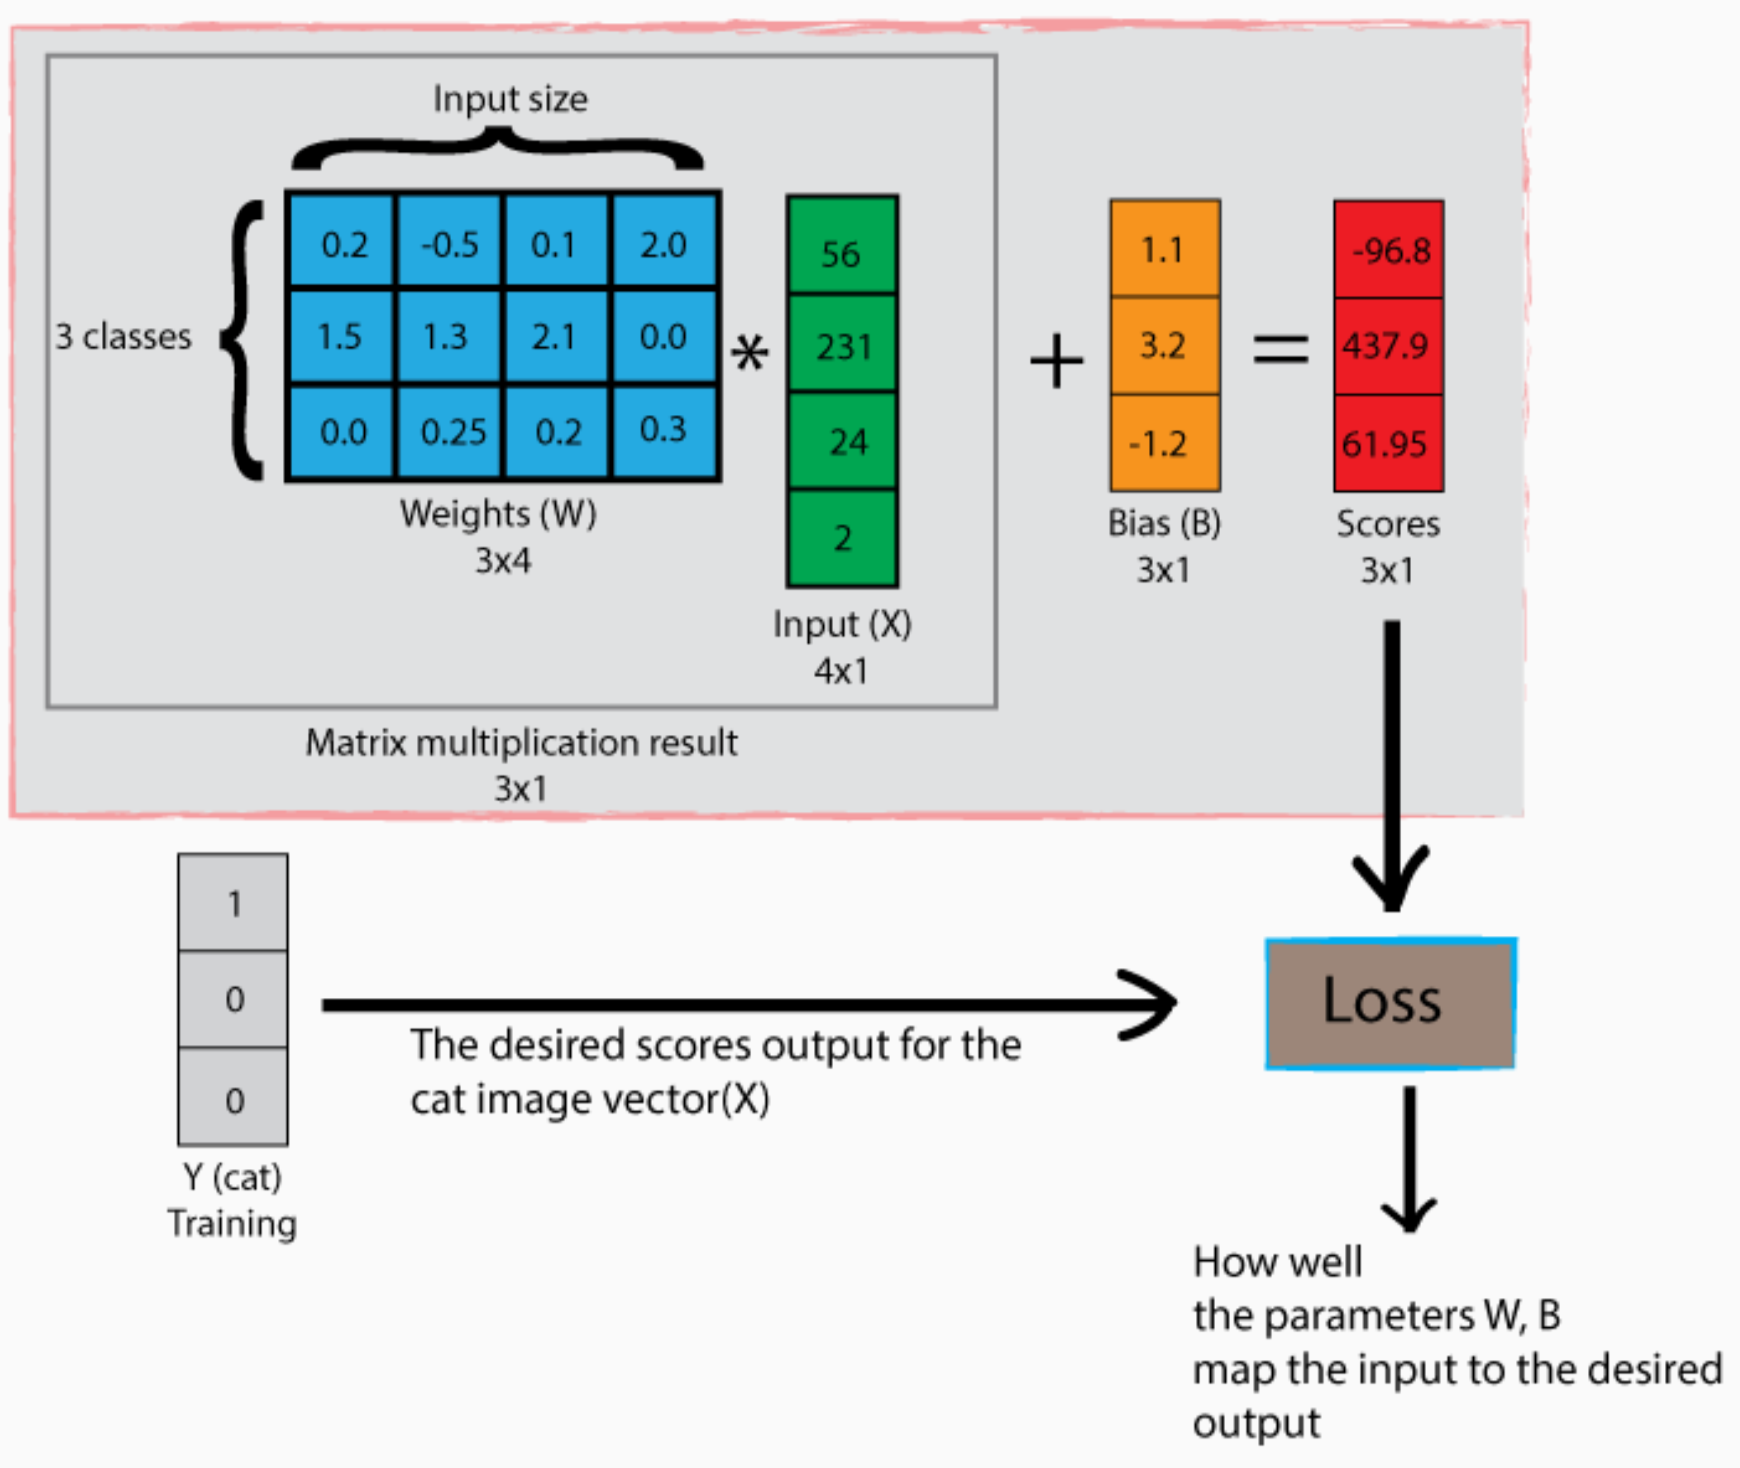 Input size
3 classes
0.2 -0.5 0.1 2.0
1.5 1.3 2.1 0.0
0.0 0.25 0.2 0.3
Weights (W)
3x4
*
56
231
24
2
Input (X)
4x1
Matrix multiplication result
3x1
+
1.1
3.2
-1.2
Bias (B)
3x1
=
-96.8
437.9
61.95
Scores
3x1
1
0
0
Y (cat)
Training
The desired scores output for the
cat image vector(X)
Loss
How well
the parameters W, B
map the input to the desired
output